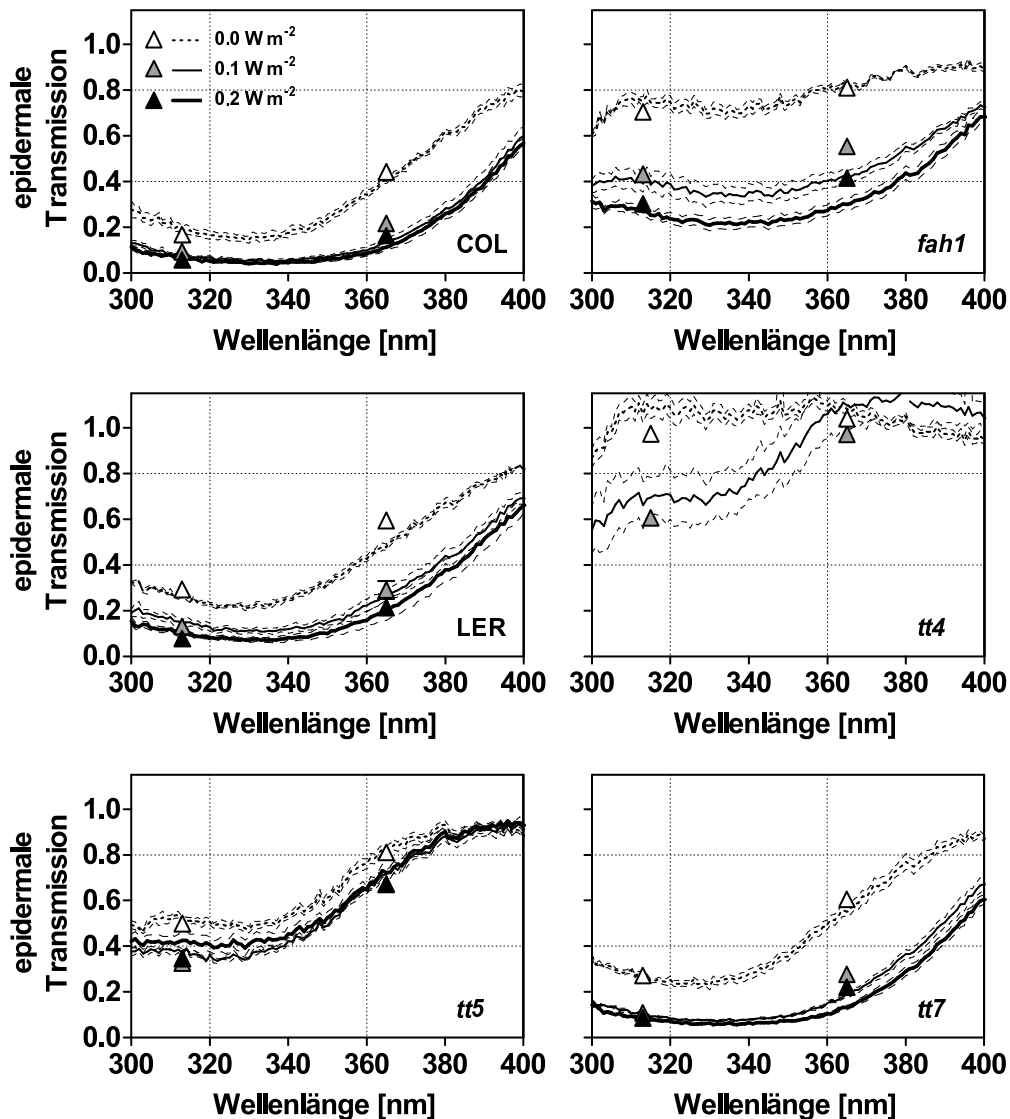 1.0
0.8
0.6
0.4
0.2
0.0
epidermale
Transmission
0.0 W m-2
0.1 W m-2
0.2 W m-2
COL
fah1
300 320 340 360 380 400
300 320 340 360 380 400
Wellenlänge [nm]
Wellenlänge [nm]
1.0
0.8
0.6
0.4
0.2
0.0
epidermale
Transmission
LER
tt4
300 320 340 360 380 400
300 320 340 360 380 400
Wellenlänge [nm]
Wellenlänge [nm]
1.0
0.8
0.6
0.4
0.2
0.0
epidermale
Transmission
tt5
tt7
300 320 340 360 380 400
300 320 340 360 380 400
Wellenlänge [nm]
Wellenlänge [nm]